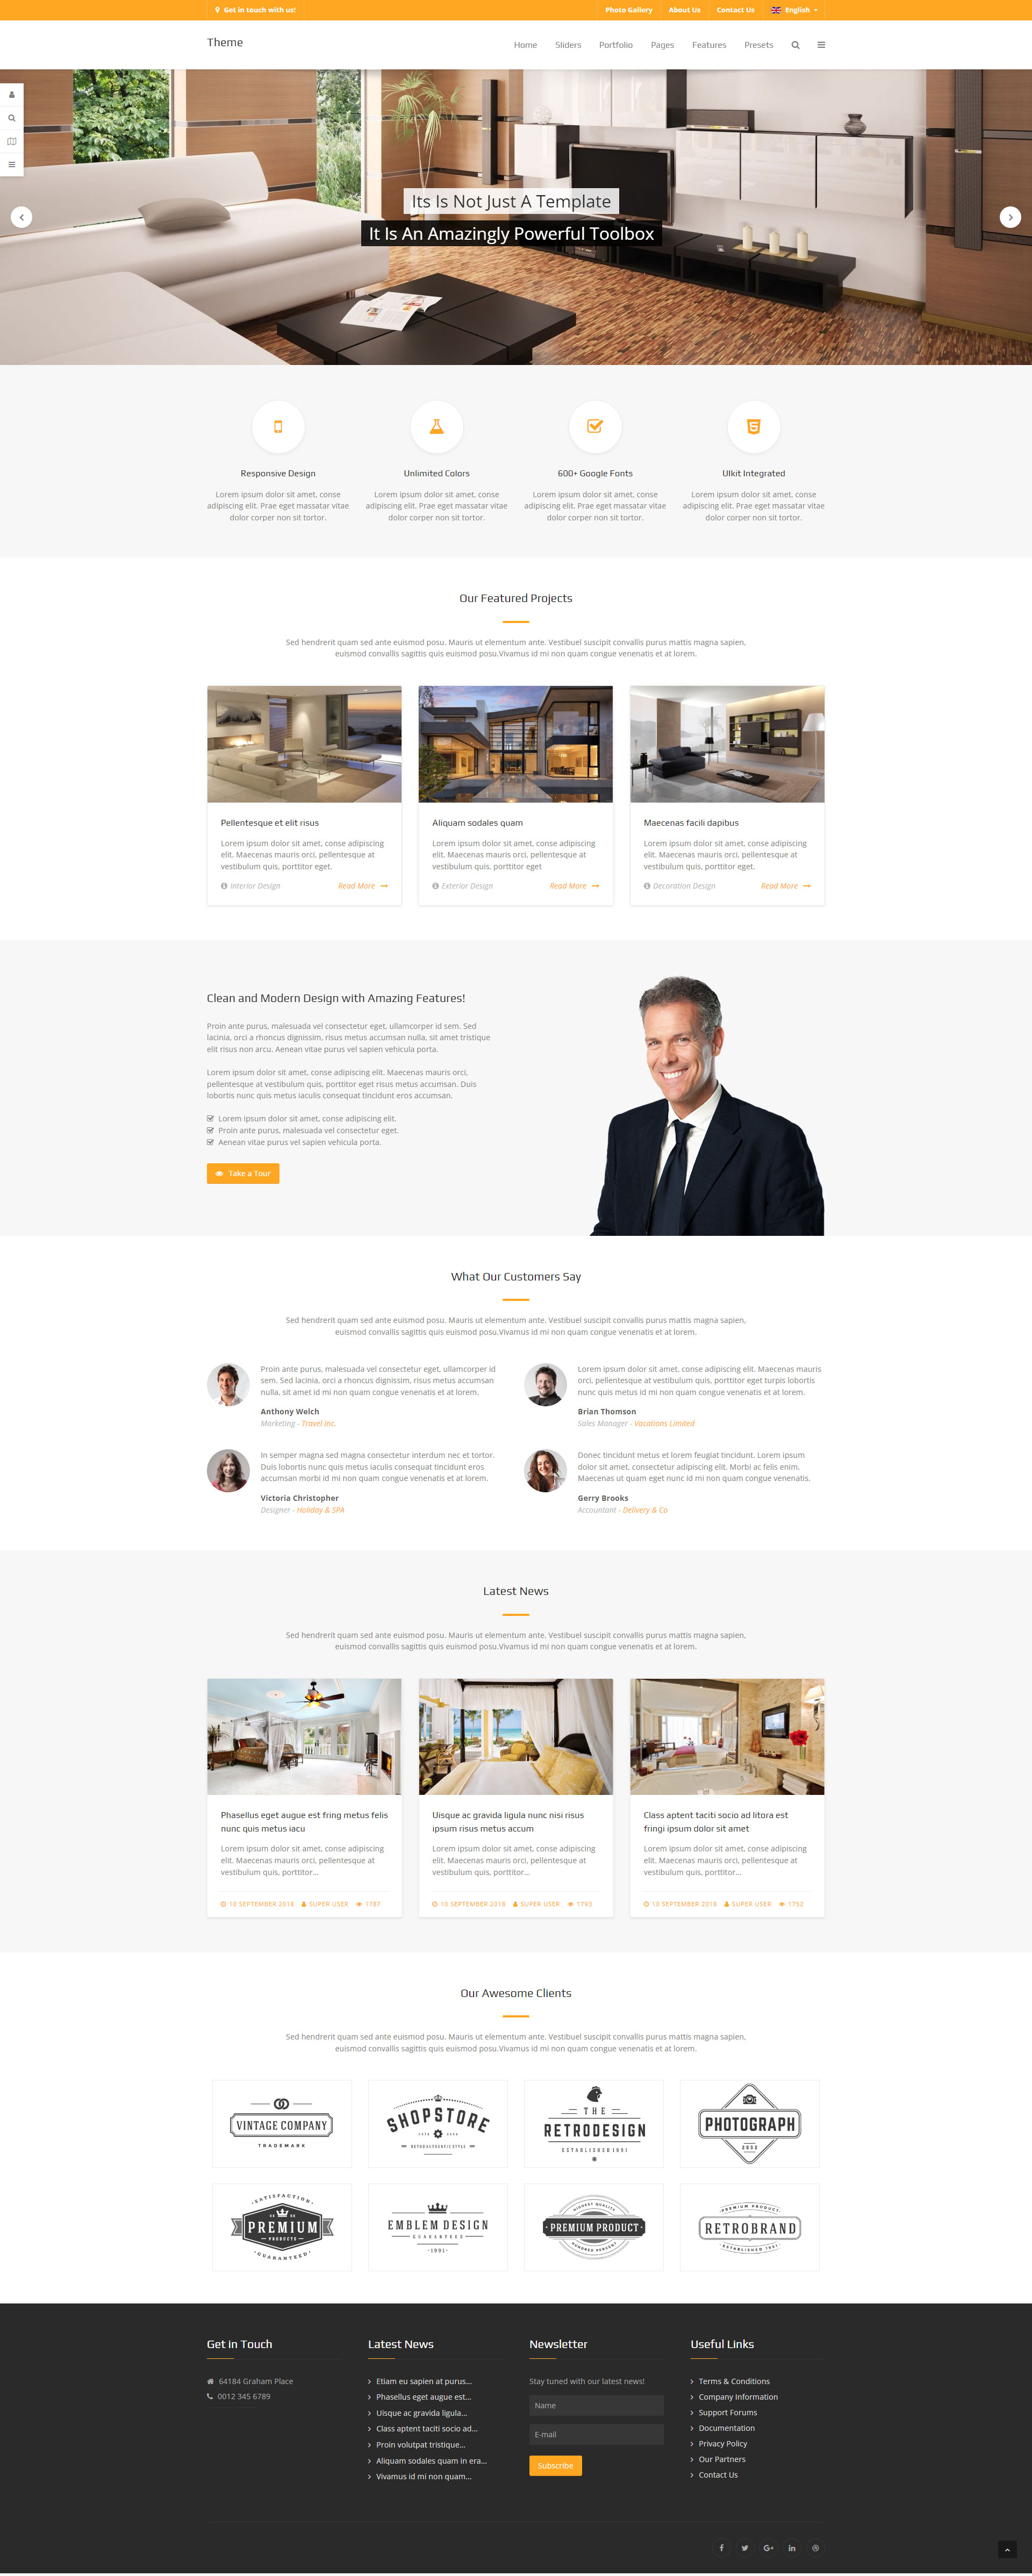 Get in touch with us!
Photo Gallery
About Us
Contact Us
English
Theme
Home
Sliders
Portfolio
Pages
Features
Presets
Its Is Not Just A Template
It Is An Amazingly Powerful Toolbox
Responsive Design
Lorem ipsum dolor sit amet, conse
adipiscing elit. Prae eget massatar vitae
dolor corper non sit tortor.
Unlimited Colors
Lorem ipsum dolor sit amet, conse
adipiscing elit. Prae eget massatar vitae
dolor corper non sit tortor.
600+ Google Fonts
Lorem ipsum dolor sit amet, conse
adipiscing elit. Prae eget massatar vitae
dolor corper non sit tortor.
UIkit Integrated
Lorem ipsum dolor sit amet, conse
adipiscing elit. Prae eget massatar vitae
dolor corper non sit tortor.
Our Featured Projects
Sed hendrerit quam sed ante euismod posu. Mauris ut elementum ante. Vestibuel suscipit convallis purus mattis magna sapien,
euismod convallis sagittis quis euismod posu.Vivamus id mi non quam congue venenatis et at lorem.
Pellentesque et elit risus
Lorem ipsum dolor sit amet, conse adipiscing
elit. Maecenas mauris orci, pellentesque at
vestibulum quis, porttitor eget.
Interior Design
Read More
Aliquam sodales quam
Lorem ipsum dolor sit amet, conse adipiscing
elit. Maecenas mauris orci, pellentesque at
vestibulum quis, porttitor eget
Exterior Design
Read More
Maecenas facili dapibus
Lorem ipsum dolor sit amet, conse adipiscing
elit. Maecenas mauris orci, pellentesque at
vestibulum quis, porttitor eget.
Decoration Design
Read More
Clean and Modern Design with Amazing Features!
Proin ante purus, malesuada vel consectetur eget, ullamcorper id sem. Sed
lacinia, orci a rhoncus dignissim, risus metus accumsan nulla, sit amet tristique
elit risus non arcu. Aenean vitae purus vel sapien vehicula porta.
Lorem ipsum dolor sit amet, conse adipiscing elit. Maecenas mauris orci,
pellentesque at vestibulum quis, porttitor eget risus metus accumsan. Duis
lobortis nunc quis metus iaculis consequat tincidunt eros accumsan.
Lorem ipsum dolor sit amet, conse adipiscing elit.
Proin ante purus, malesuada vel consectetur eget.
Aenean vitae purus vel sapien vehicula porta.
Take a Tour
What Our Customers Say
Sed hendrerit quam sed ante euismod posu. Mauris ut elementum ante. Vestibuel suscipit convallis purus mattis magna sapien,
euismod convallis sagittis quis euismod posu.Vivamus id mi non quam congue venenatis et at lorem.
Proin ante purus, malesuada vel consectetur eget, ullamcorper id
sem. Sed lacinia, orci a rhoncus dignissim, risus metus accumsan
nulla, sit amet id mi non quam congue venenatis et at lorem.
Anthony Welch
Marketing - Travel Inc.
Lorem ipsum dolor sit amet, conse adipiscing elit. Maecenas mauris
orci, pellentesque at vestibulum quis, porttitor eget turpis lobortis
nunc quis metus id mi non quam congue venenatis et at lorem.
Brian Thomson
Sales Manager - Vacations Limited
In semper magna sed magna consectetur interdum nec et tortor.
Duis lobortis nunc quis metus iaculis consequat tincidunt eros
accumsan morbi id mi non quam congue venenatis et at lorem.
Victoria Christopher
Designer - Holiday & SPA
Donec tincidunt metus et lorem feugiat tincidunt. Lorem ipsum
dolor sit amet, consectetur adipiscing elit. Morbi ac felis enim.
Maecenas ut quam eget nunc id mi non quam congue venenatis.
Gerry Brooks
Accountant - Delivery & Co
Latest News
Sed hendrerit quam sed ante euismod posu. Mauris ut elementum ante. Vestibuel suscipit convallis purus mattis magna sapien,
euismod convallis sagittis quis euismod posu.Vivamus id mi non quam congue venenatis et at lorem.
Phasellus eget augue est fring metus felis
nunc quis metus iacu
Lorem ipsum dolor sit amet, conse adipiscing
elit. Maecenas mauris orci, pellentesque at
vestibulum quis, porttitor...
10 SEPTEMBER 2018 SUPER USER 1787
Uisque ac gravida ligula nunc nisi risus
ipsum risus metus accum
Lorem ipsum dolor sit amet, conse adipiscing
elit. Maecenas mauris orci, pellentesque at
vestibulum quis, porttitor...
10 SEPTEMBER 2018 SUPER USER 1793
Class aptent taciti socio ad litora est
fringi ipsum dolor sit amet
Lorem ipsum dolor sit amet, conse adipiscing
elit. Maecenas mauris orci, pellentesque at
vestibulum quis, porttitor...
10 SEPTEMBER 2018 SUPER USER 1752
Our Awesome Clients
Sed hendrerit quam sed ante euismod posu. Mauris ut elementum ante. Vestibuel suscipit convallis purus mattis magna sapien,
euismod convallis sagittis quis euismod posu.Vivamus id mi non quam congue venenatis et at lorem.
VINTAGE COMPANY
TRADEMARK
SHOPSTORE
RETRO&AUTHENTIC STYLE
THE
RETRODESIGN
ESTABLISHED 1991
PHOTOGRAPH
SATISFACTION
PREMIUM
PRODUCTS
GUARANTEED
EMBLEM DESIGN
GUARANTEED
1991
HIGHEST QUALITY
PREMIUM PRODUCT
HUNDRED PERCENT
PREMIUM PRODUCT
RETROBRAND
ESTABLISHED 1991
Get in Touch
64184 Graham Place
0012 345 6789
Latest News
Etiam eu sapien at purus...
Phasellus eget augue est...
Uisque ac gravida ligula...
Class aptent taciti socio ad...
Proin volutpat tristique...
Aliquam sodales quam in era...
Vivamus id mi non quam...
Newsletter
Stay tuned with our latest news!
Name
E-mail
Subscribe
Useful Links
Terms & Conditions
Company Information
Support Forums
Documentation
Privacy Policy
Our Partners
Contact Us